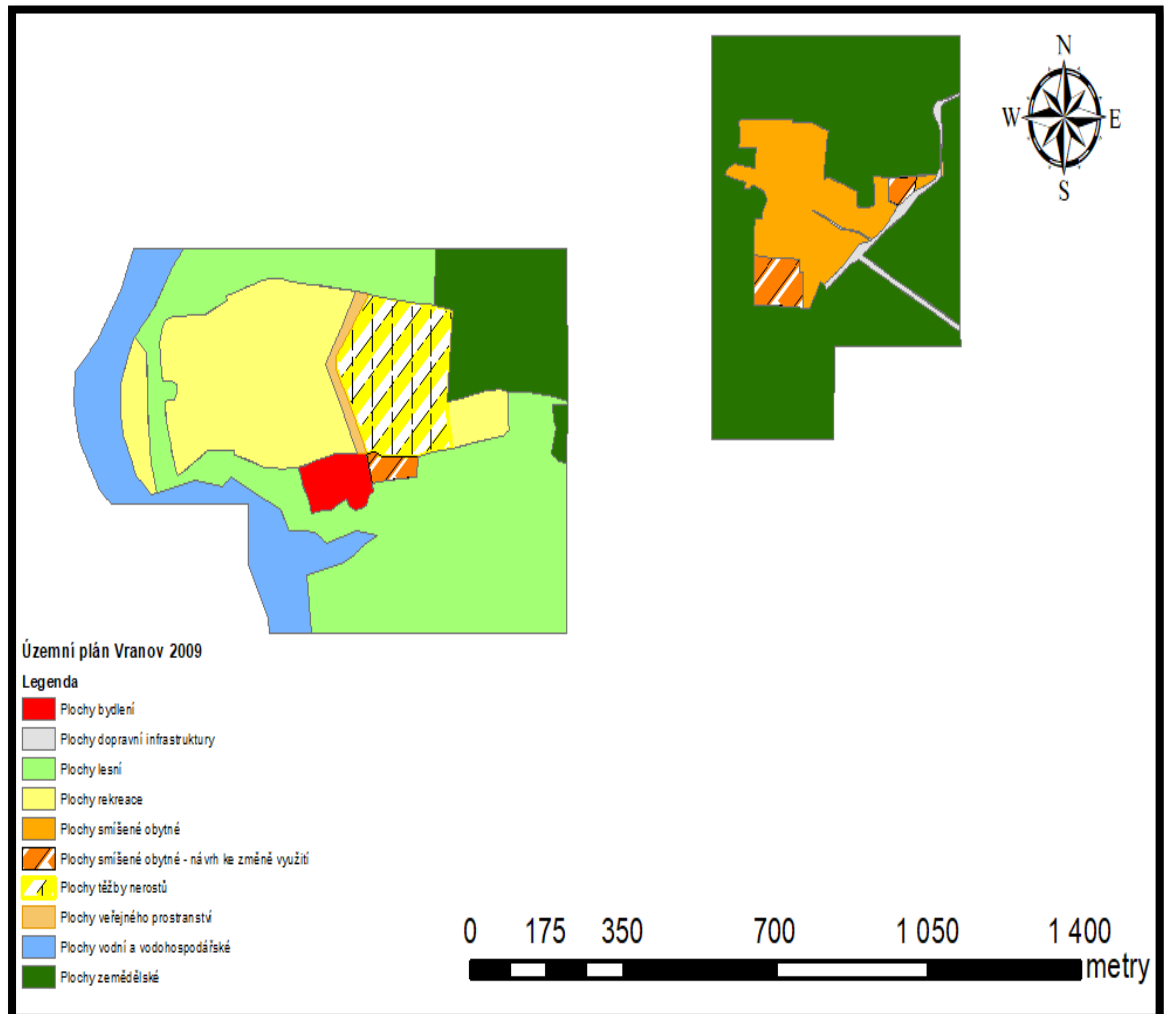 N
W E
S
Územní plán Vranov 2009
Legenda
Plochy bydlení
Plochy dopravní infrastruktury
Plochy lesní
Plochy rekreace
Plochy smíšené obytné
Plochy smíšené obytné - návrh ke změně využití
Plochy těžby nerostů
Plochy veřejného prostranství
Plochy vodní a vodohospodářské
Plochy zemědělské
0 175 350 700 1 050 1 400
metry